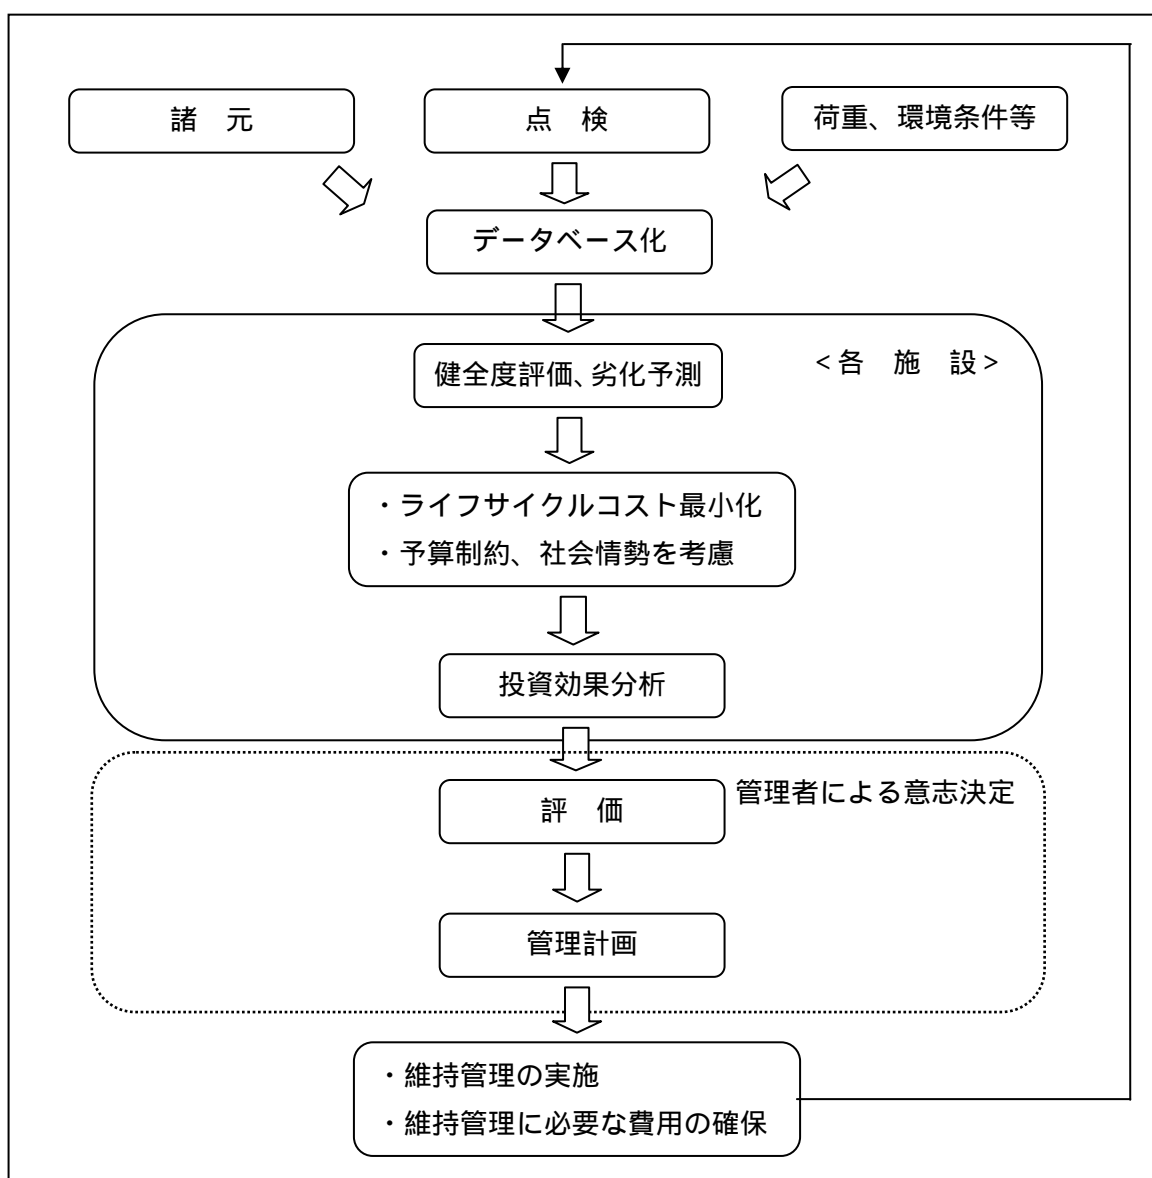 諸　元
点　検
荷重、環境条件等
データベース化
<各　施　設>
健全度評価、劣化予測
・ライフサイクルコスト最小化
・予算制約、社会情勢を考慮
投資効果分析
管理者による意志決定
評　価
管理計画
・維持管理の実施
・維持管理に必要な費用の確保